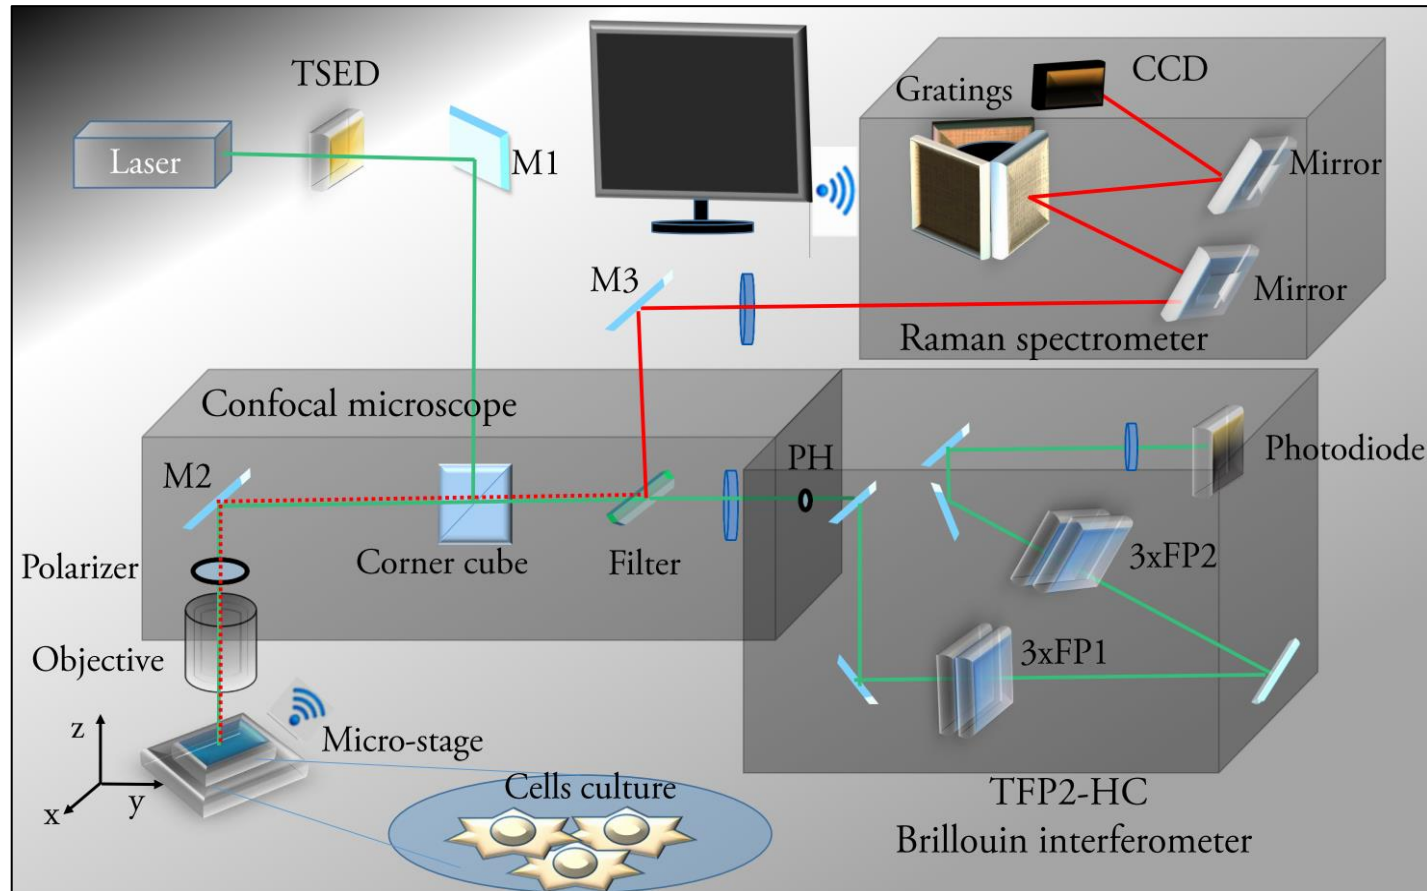 TSED
Laser
M1
Gratings
CCD
Mirror
Mirror
M3
Raman spectrometer
Confocal microscope
M2
PH
Photodiode
Polarizer
Corner cube
Filter
3xFP2
Objective
3xFP1
z
Micro-stage
x
y
Cells culture
TFP2-HC
Brillouin interferometer